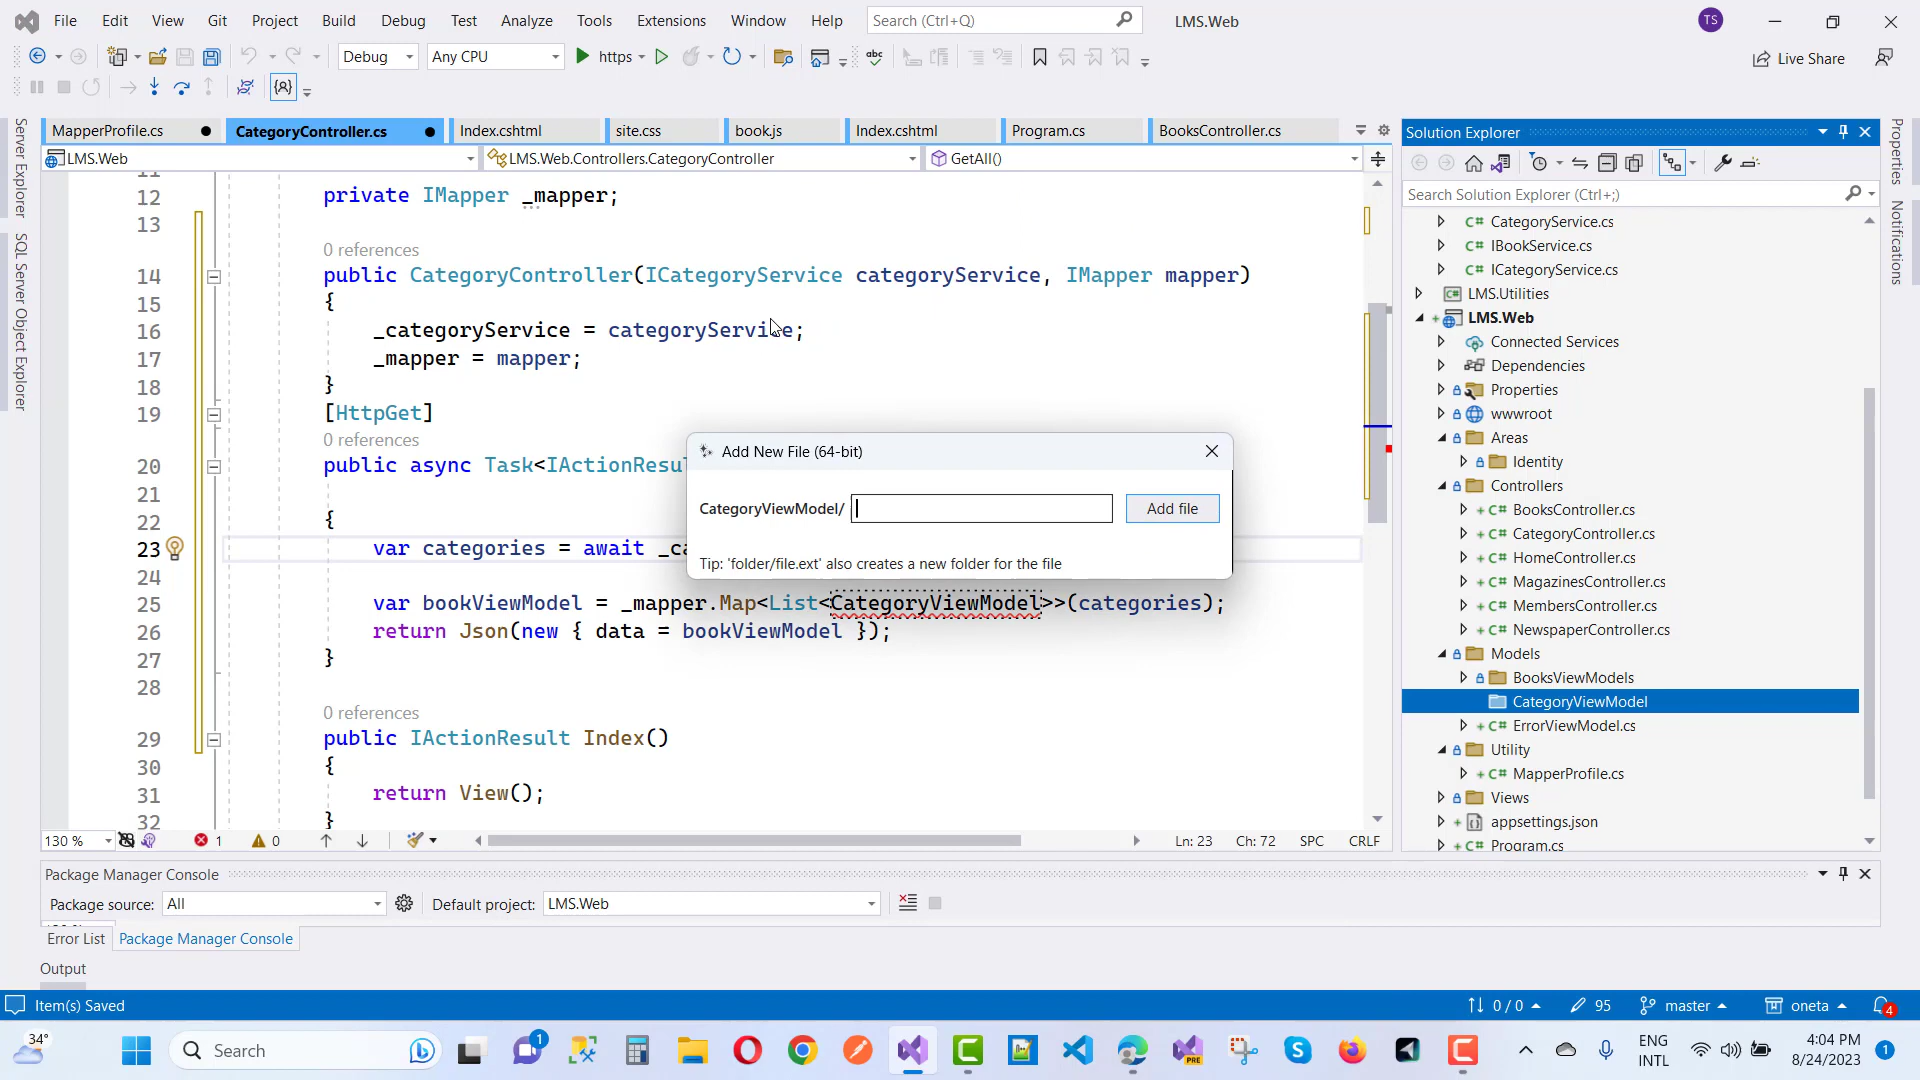 File Edit View Git Project Build Debug Test Analyze Tools Extensions Window Help Search (Ctrl+Q) LMS.Web TS
Debug Any CPU https Live Share
MapperProfile.cs CategoryController.cs Index.cshtml site.css book.js Index.cshtml Program.cs BooksController.cs
LMS.Web LMS.Web.Controllers.CategoryController GetAll()
12 private IMapper _mapper;
13
0 references
14 public CategoryController(ICategoryService categoryService, IMapper mapper)
15 {
16 _categoryService = categoryService;
17 _mapper = mapper;
18 }
19 [HttpGet]
0 references
20 public async Task<IActionResul
21
22 {
23 var categories = await _ca
24
25 var bookViewModel = _mapper.Map<List<CategoryViewModel>>(categories);
26 return Json(new { data = bookViewModel });
27 }
28
0 references
29 public IActionResult Index()
30 {
31 return View();
32 }
Add New File (64-bit)
CategoryViewModel/ Add file
Tip: 'folder/file.ext' also creates a new folder for the file
130 % 1 0 Ln: 23 Ch: 72 SPC CRLF
Server Explorer
SQL Server Object Explorer
Solution Explorer
Search Solution Explorer (Ctrl+;)
C# CategoryService.cs
C# IBookService.cs
C# ICategoryService.cs
LMS.Utilities
LMS.Web
Connected Services
Dependencies
Properties
wwwroot
Areas
Identity
Controllers
C# BooksController.cs
C# CategoryController.cs
C# HomeController.cs
C# MagazinesController.cs
C# MembersController.cs
C# NewspaperController.cs
Models
BooksViewModels
CategoryViewModel
C# ErrorViewModel.cs
Utility
C# MapperProfile.cs
Views
appsettings.json
Program.cs
Properties
Notifications
Package Manager Console
Package source: All Default project: LMS.Web
Error List Package Manager Console
Output
Item(s) Saved 0 / 0 95 master oneta 4
34° Search 1 PRE ENG INTL 4:04 PM 8/24/2023 1